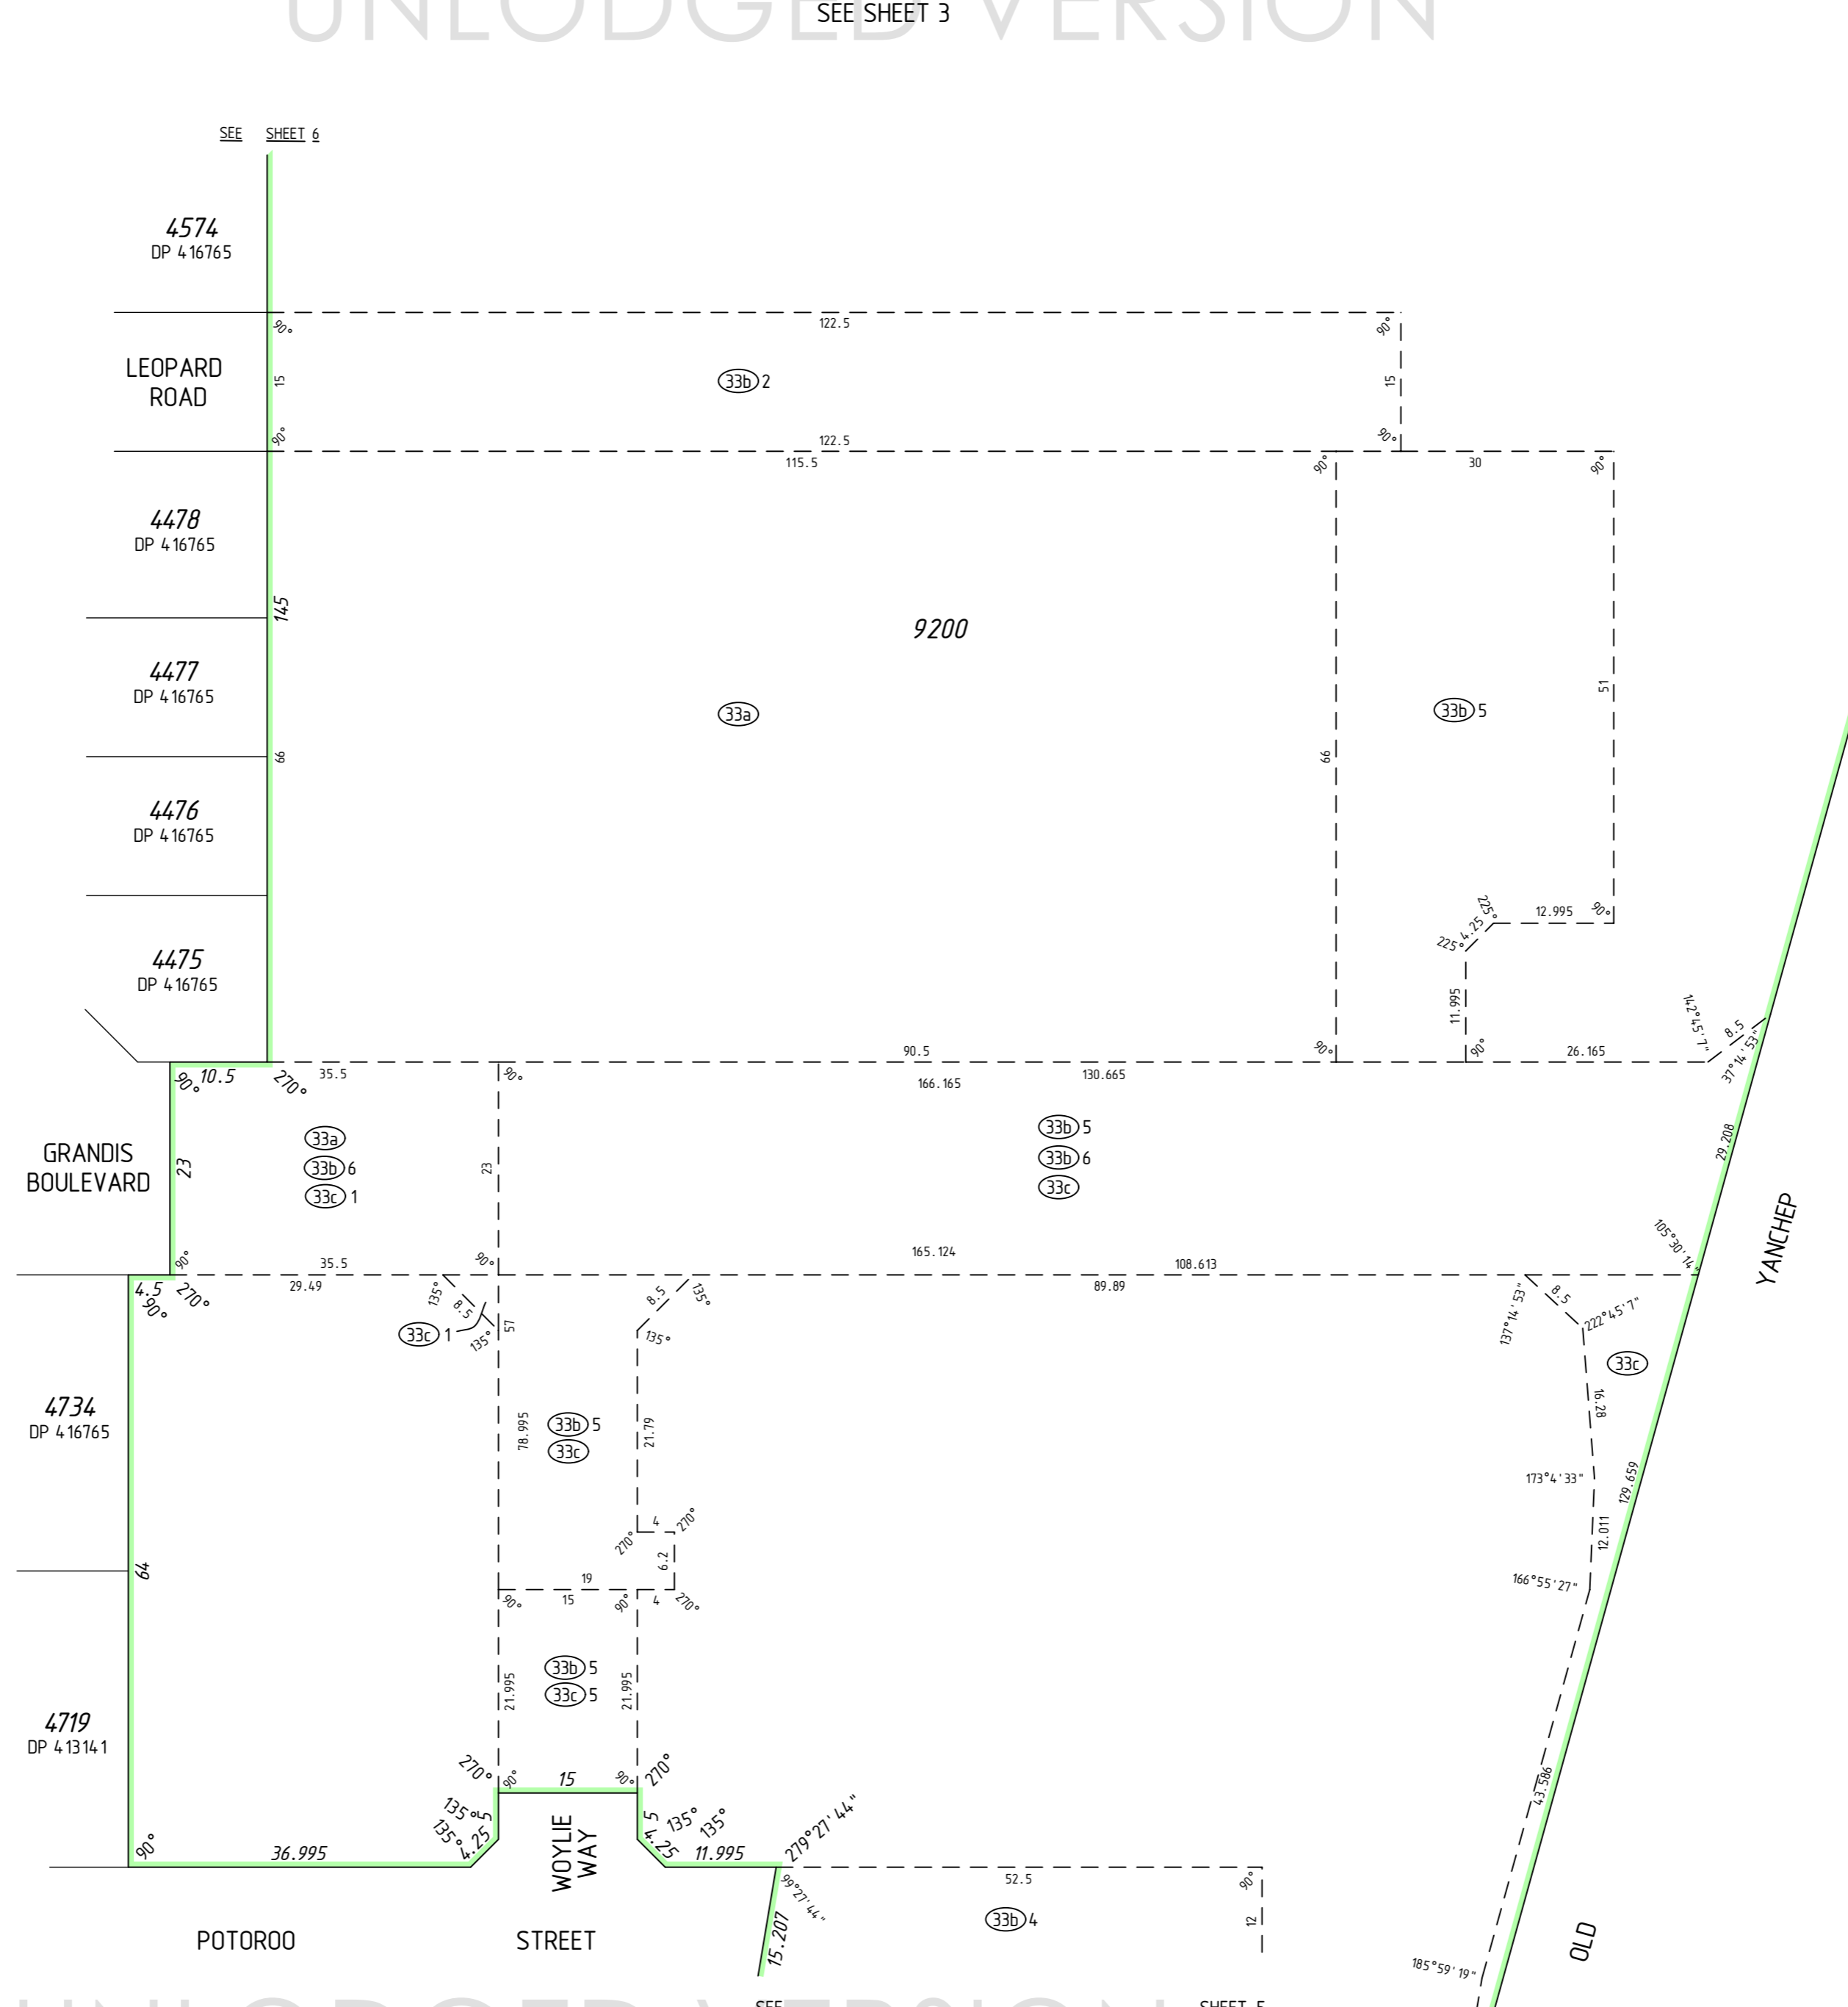 UNLODGED VERSION
SEE SHEET 3
SEE SHEET 6
4574
DP 416765
122.5
90°
90°
LEOPARD
ROAD
15
33b 2
15
90°
122.5
90°
115.5
90°
30
90°
4478
DP 416765
145
9200
4477
DP 416765
33a
33b 5
51
66
66
4476
DP 416765
225°
4.25
12.995
90°
225°
4475
DP 416765
11.995
142°45'7"
8.5
37°14'53"
90.5
90°
90°
26.165
10.5
90°
270°
35.5
90°
166.165
130.665
33a
33b 6
33c 1
33b 5
33b 6
33c
GRANDIS
BOULEVARD
23
23
29.208
YANCHEP
105°30'14"
90°
35.5
90°
165.124
108.613
4.5
90°
270°
29.49
135°
8.5
135°
33c 1
57
8.5
135°
135°
89.89
137°14'53"
8.5
222°45'7"
33c
4734
DP 416765
78.995
33b 5
33c
21.79
16.28
173°4'33"
129.659
4
270°
270°
6.2
12.011
64
19
90°
15
90°
4
270°
166°55'27"
33b 5
33c 5
21.995
21.995
4719
DP 413141
270°
90°
15
90°
270°
43.586
135°
5
135°
4.25
5
135°
135°
4.25
279°27'44"
90°
36.995
WOYLIE
WAY
11.995
52.5
90°
99°27'44"
33b 4
12
15.207
POTOROO
STREET
OLD
185°59'19"
SEE SHEET 5
UNLODGED VERSION